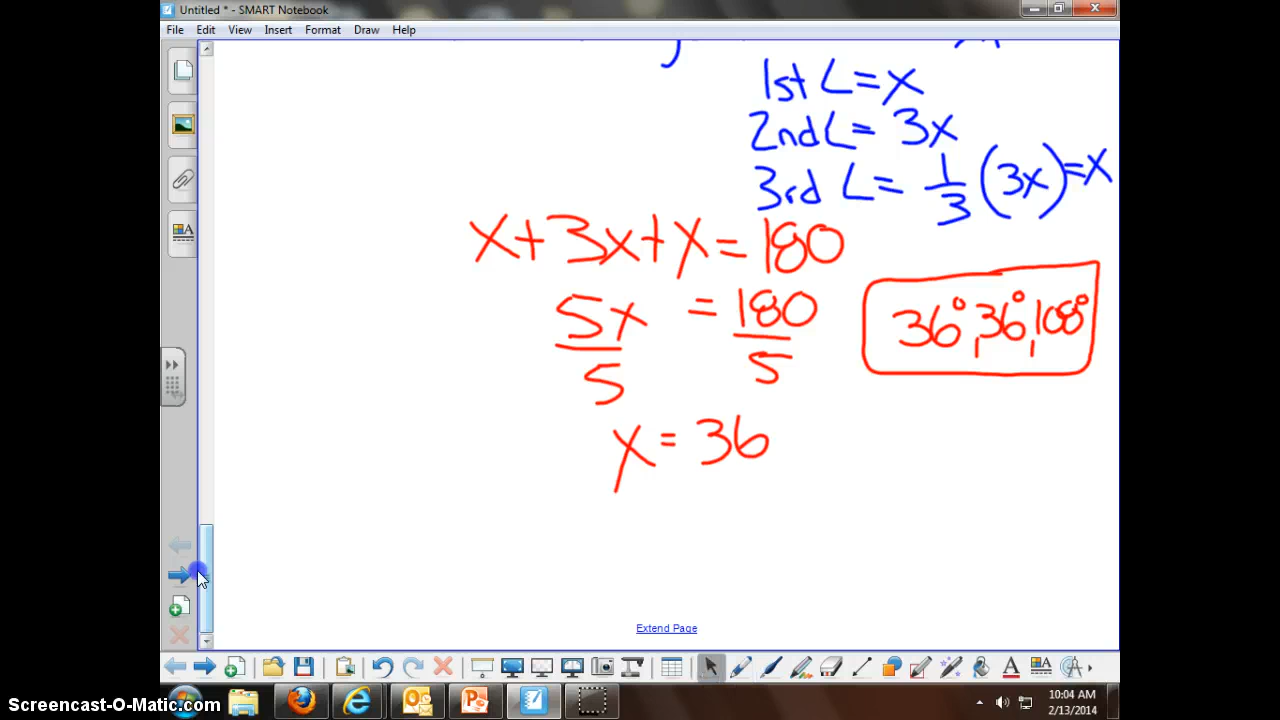 Untitled * - SMART Notebook
File Edit View Insert Format Draw Help
1st L = x
2nd L = 3x
3rd L = 1/3 (3x) = x
x + 3x + x = 180
5x = 180
5 5
36°, 36°, 108°
x = 36
Extend Page
10:04 AM
2/13/2014
Screencast-O-Matic.com